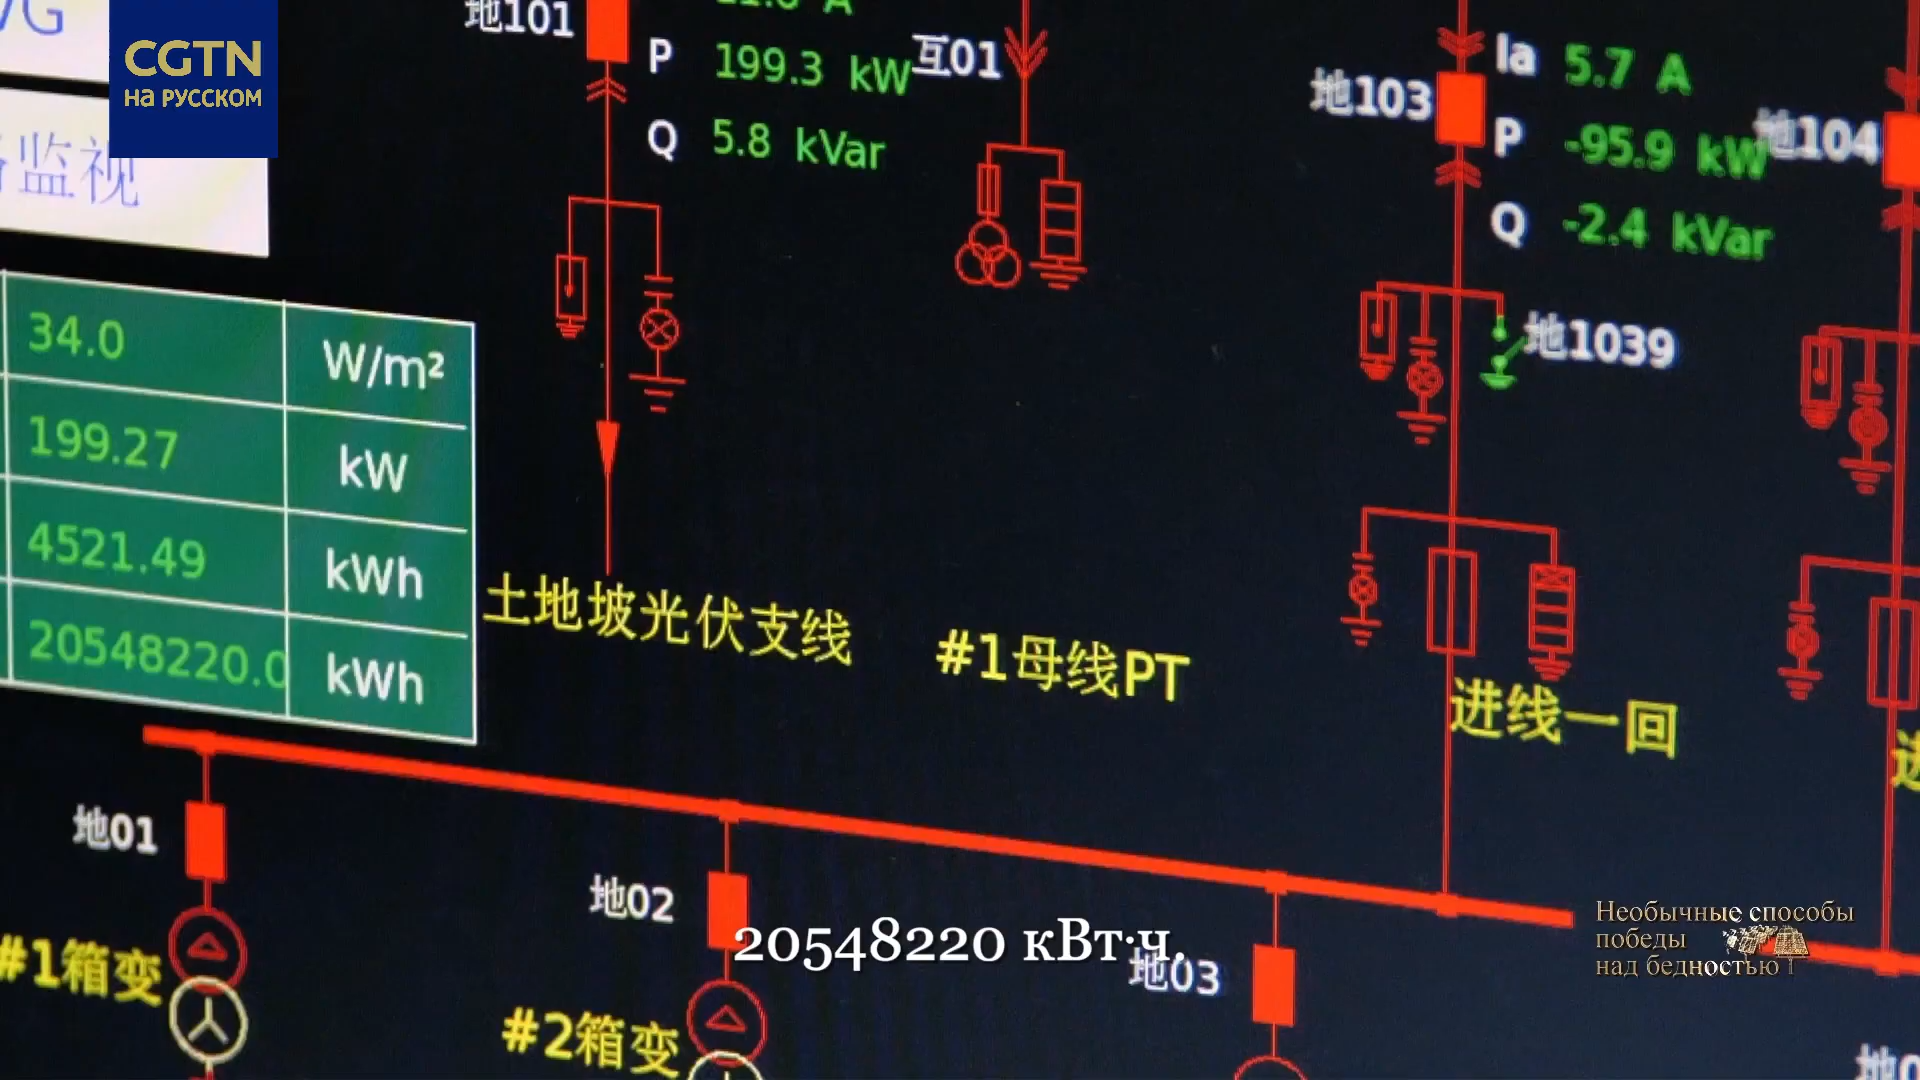 VG
CGTN
на русском
监视
地101
P 199.3 kW
Q 5.8 kVar
互01
地103
Ia 5.7 A
P -95.9 kW
Q -2.4 kVar
地104
地1039
34.0 W/m²
199.27 kW
4521.49 kWh
20548220.0 kWh
土地坡光伏支线
#1母线PT
进线一回
地01
地02
地03
#1箱变
#2箱变
20548220 кВт·ч.
Необычные способы
победы
над бедностью